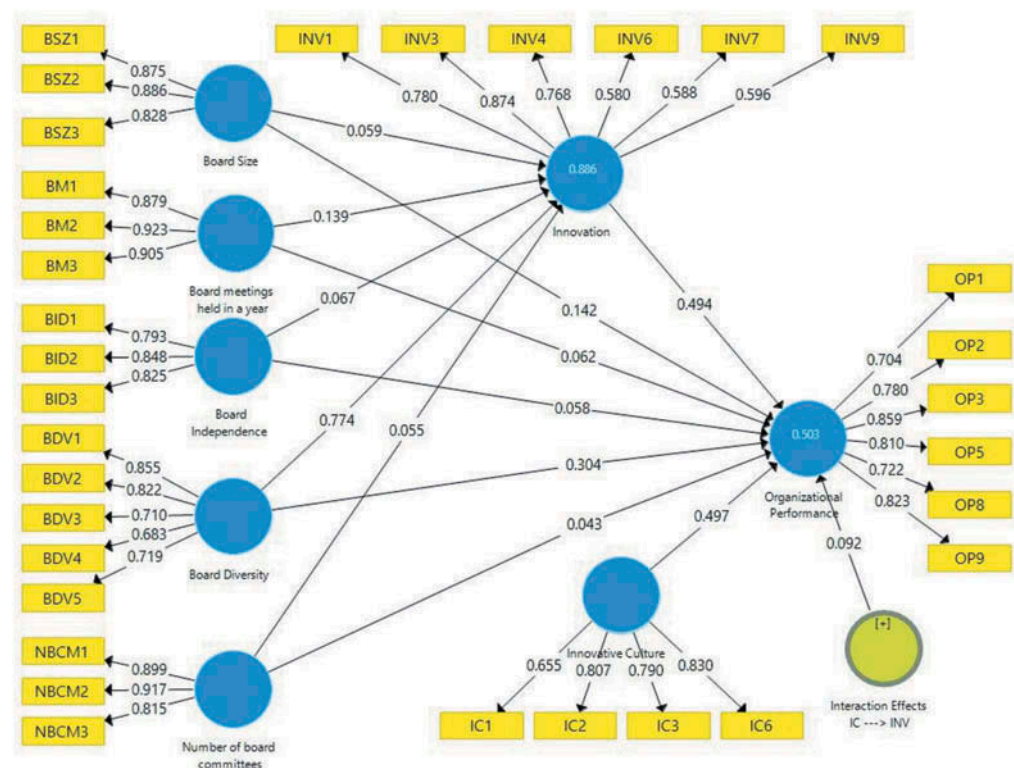 BSZ1
BSZ2
BSZ3
0.875
0.886
0.828
Board Size
BM1
BM2
BM3
0.879
0.923
0.905
Board meetings
held in a year
BID1
BID2
BID3
0.793
0.848
0.825
Board
Independence
BDV1
BDV2
BDV3
BDV4
BDV5
0.855
0.822
0.710
0.683
0.719
Board Diversity
NBCM1
NBCM2
NBCM3
0.899
0.917
0.815
Number of board
committees
INV1
INV3
INV4
INV6
INV7
INV9
0.780
0.874
0.768
0.580
0.588
0.596
0.886
Innovation
0.059
0.139
0.067
0.774
0.055
0.142
0.062
0.058
0.304
0.043
0.494
0.497
0.092
0.503
Organizational
Performance
OP1
OP2
OP3
OP5
OP8
OP9
0.704
0.780
0.859
0.810
0.722
0.823
Innovative Culture
0.655
0.807
0.790
0.830
IC1
IC2
IC3
IC6
[+]
Interaction Effects
IC ---> INV